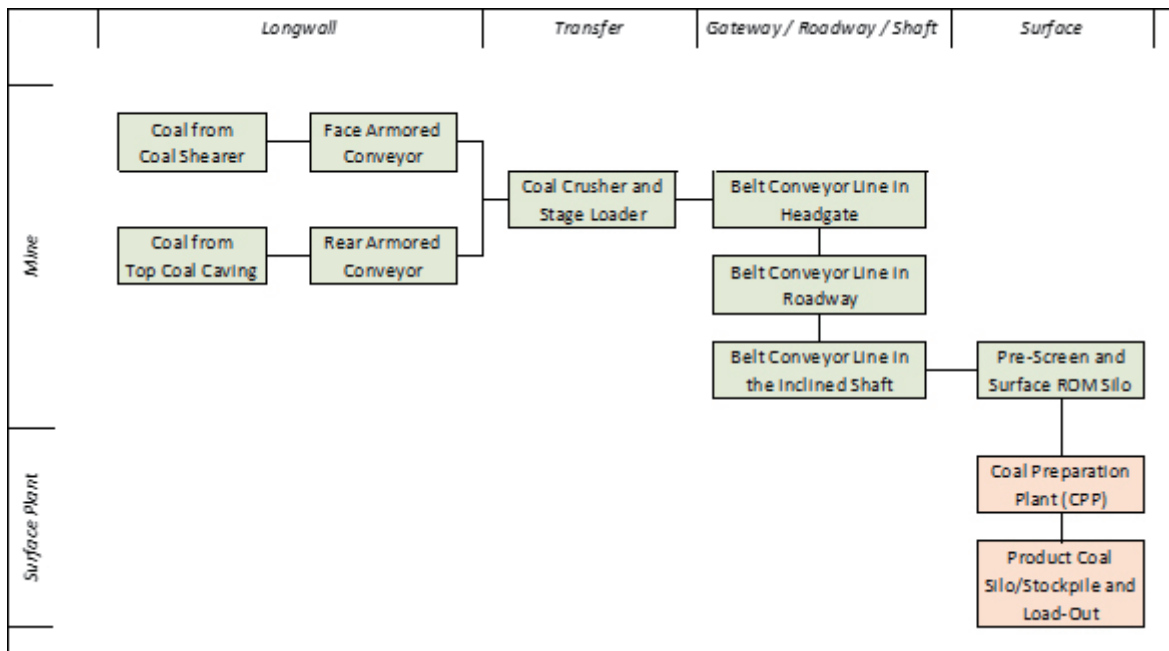 Longwall
Transfer
Gateway / Roadway / Shaft
Surface
Mine
Coal from
Coal Shearer
Face Armored
Conveyor
Coal Crusher and
Stage Loader
Belt Conveyor Line in
Headgate
Coal from
Top Coal Caving
Rear Armored
Conveyor
Belt Conveyor Line in
Roadway
Belt Conveyor Line in
the Inclined Shaft
Pre-Screen and
Surface ROM Silo
Surface Plant
Coal Preparation
Plant (CPP)
Product Coal
Silo/Stockpile and
Load-Out